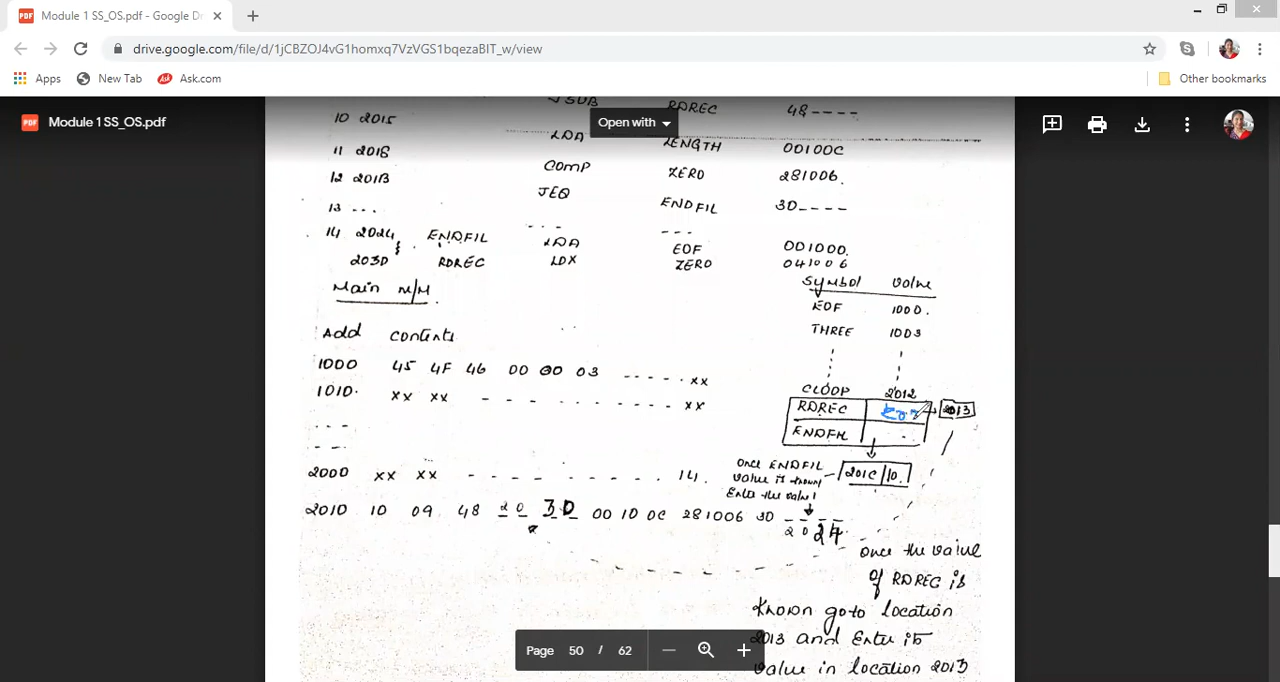 Module 1 SS_OS.pdf - Google Dr
drive.google.com/file/d/1jCBZOJ4vG1homxq7VzVGS1bqezaBIT_w/view
Apps New Tab Ask.com Other bookmarks
PDF Module 1 SS_OS.pdf
Open with
JSUB RDREC 48----
10 2015 LDA LENGTH 00100C
11 2018 COMP ZERO 281006.
12 201B JEQ ENDFIL 30----
13 ---
14 2024 ENDFIL LDA EOF 001000.
203D RDREC LDX ZERO 041006
Main M/M.
Symbol Value
EOF 1000.
THREE 1003
Add Contents
1000 45 4F 46 00 00 03 ------xx
1010. xx xx - - - - - - - - - xx
CLOOP 2012
RDREC 2013
ENDFIL
2000 xx xx - - - - - - - - 14.
Once ENDFIL
value is known
Enter the value
201C/10.
2010 10 09 48 20 3D 00 10 0C 281006 30 ----
20 24
once the value
of RDREC is
Known goto location
2013 and Enter its
value in location 2013
Page 50 / 62